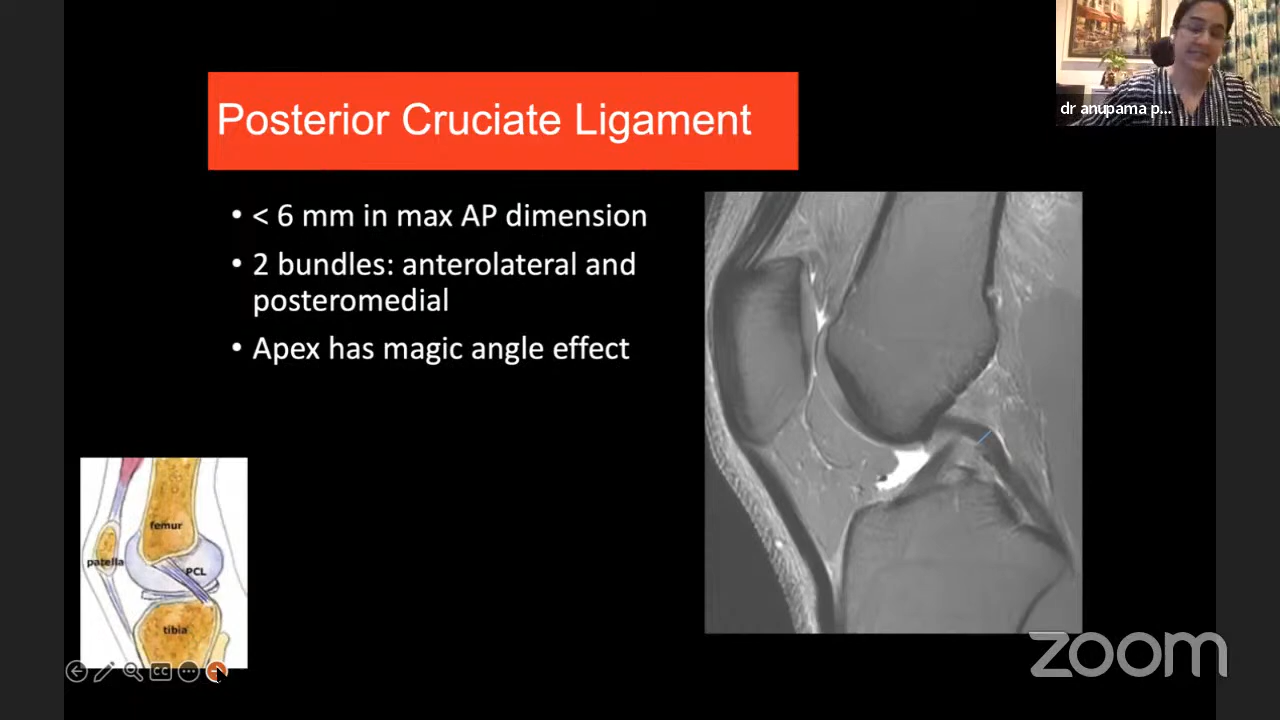 dr anupama p...
Posterior Cruciate Ligament
• < 6 mm in max AP dimension
• 2 bundles: anterolateral and
posteromedial
• Apex has magic angle effect
femur
patella
PCL
tibia
CC
zoom